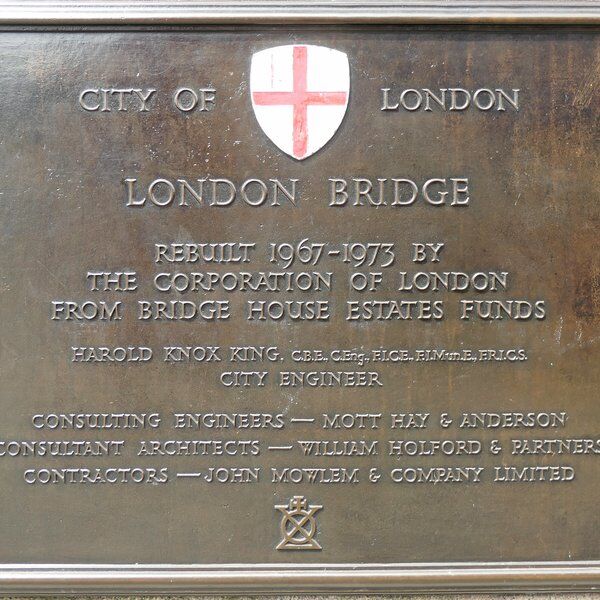 CITY OF LONDON
LONDON BRIDGE
REBUILT 1967-1973 BY
THE CORPORATION OF LONDON
FROM BRIDGE HOUSE ESTATES FUNDS
HAROLD KNOX KING, C.B.E., C.Eng., F.I.C.E., F.I.Mun.E., F.R.I.C.S.
CITY ENGINEER
CONSULTING ENGINEERS — MOTT HAY & ANDERSON
CONSULTANT ARCHITECTS — WILLIAM HOLFORD & PARTNERS
CONTRACTORS — JOHN MOWLEM & COMPANY LIMITED